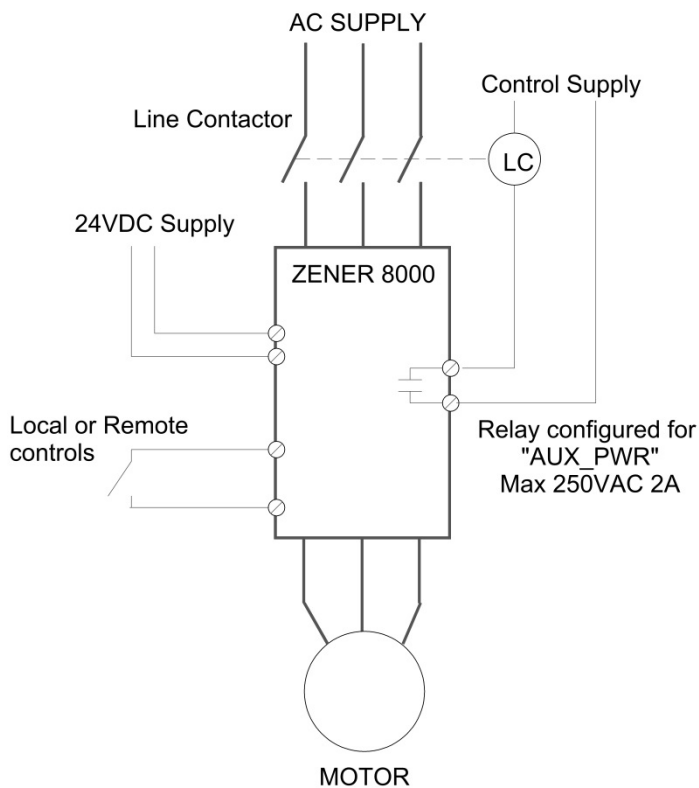 AC SUPPLY
Control Supply
Line Contactor
LC
24VDC Supply
ZENER 8000
Local or Remote
controls
Relay configured for
"AUX_PWR"
Max 250VAC 2A
MOTOR